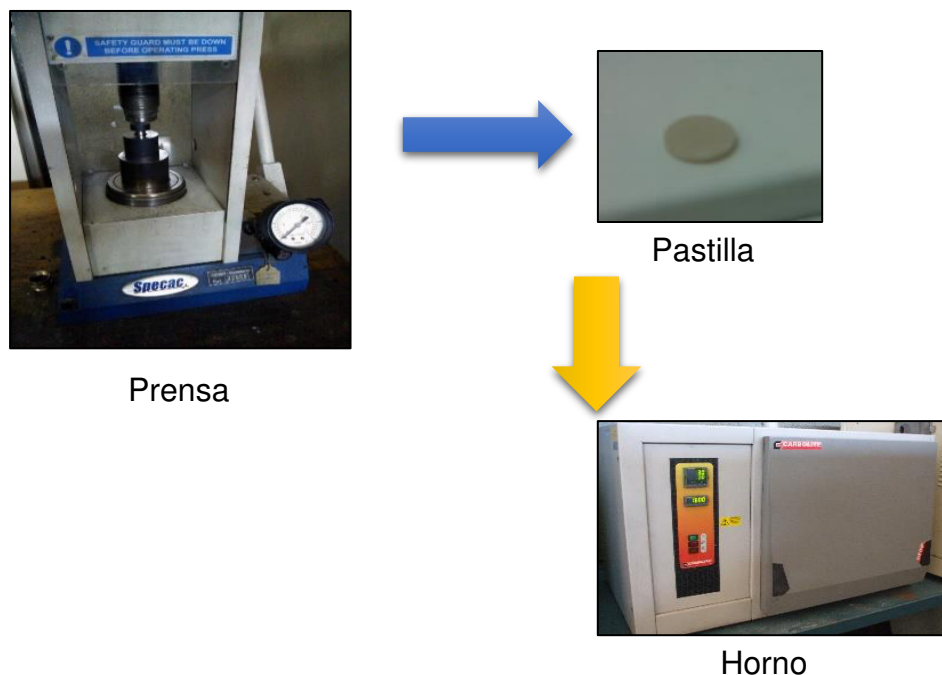 SAFETY GUARD MUST BE DOWN
BEFORE OPERATING PRESS
Specac
Prensa
Pastilla
CARBOLITE
Horno